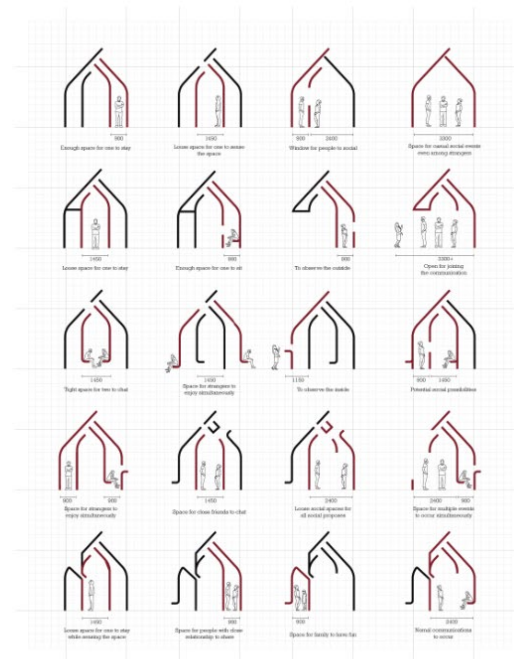 900
1650
900 2400
3000
Enough space for one to stay
Loose space for one to
the space
Window for people to social
Space for casual social events
even among strangers
1400
900
900
3000+
Loose space for one to stay
Enough space for one to sit
To observe the outside
Open for joining
the communication
1400
1150
900 1400
Tight space for two to chat
Space for strangers to
enjoy simultaneously
To observe the inside
Potential social possibilities
900 900
1400
2400
2400 900
Space for strangers to
enjoy simultaneously
Space for close friends to chat
Loose social spaces for
all social purposes
Space for multiple events
to occur simultaneously
1400
900
900
2400
Loose space for one to stay
while sensing the space
Space for people with close
relationship to share
Space for family to have fun
Normal communications
to occur